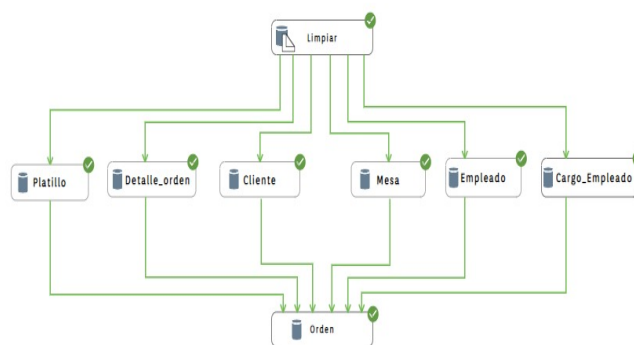 Limpiar
Platillo
Detalle_orden
Cliente
Mesa
Empleado
Cargo_Empleado
Orden